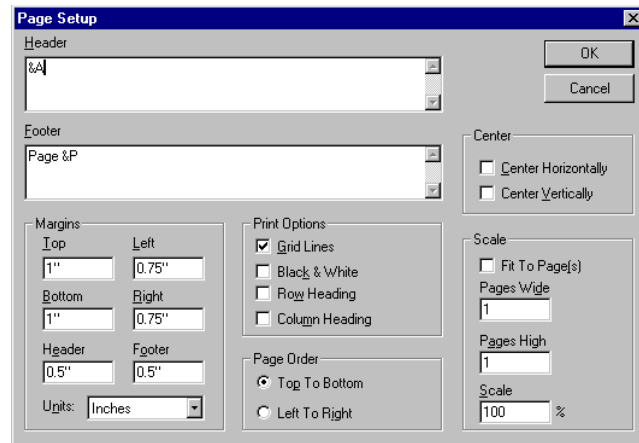 Page Setup
Header
&A
OK
Cancel
Footer
Page &P
Center
Center Horizontally
Center Vertically
Margins
Top Left
1" 0.75"
Bottom Right
1" 0.75"
Header Footer
0.5" 0.5"
Units: Inches
Print Options
Grid Lines
Black & White
Row Heading
Column Heading
Page Order
Top To Bottom
Left To Right
Scale
Fit To Page(s)
Pages Wide
1
Pages High
1
Scale
100 %